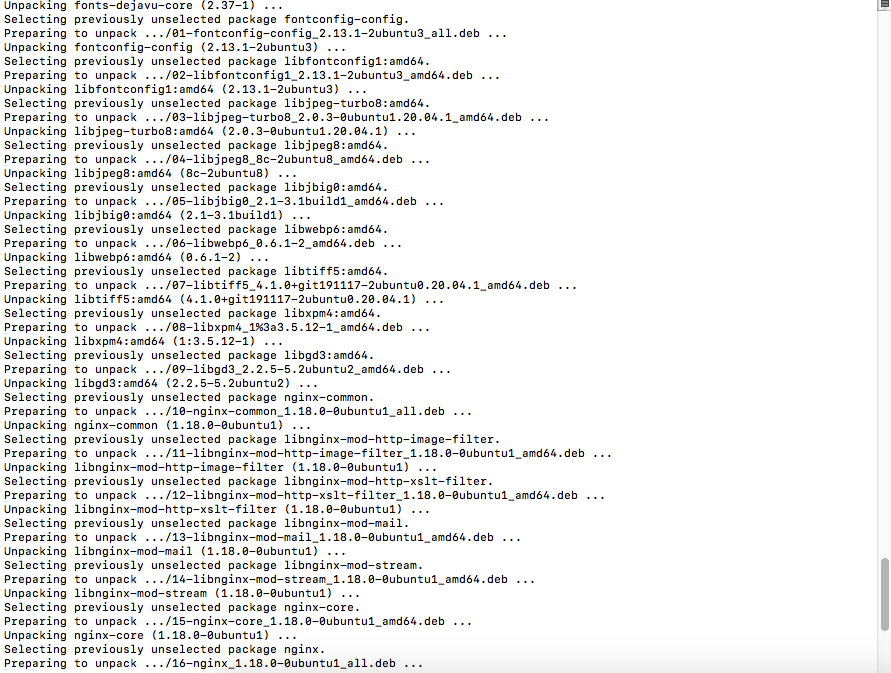 Unpacking fonts-dejavu-core (2.37-1) ...
Selecting previously unselected package fontconfig-config.
Preparing to unpack .../01-fontconfig-config_2.13.1-2ubuntu3_all.deb ...
Unpacking fontconfig-config (2.13.1-2ubuntu3) ...
Selecting previously unselected package libfontconfig1:amd64.
Preparing to unpack .../02-libfontconfig1_2.13.1-2ubuntu3_amd64.deb ...
Unpacking libfontconfig1:amd64 (2.13.1-2ubuntu3) ...
Selecting previously unselected package libjpeg-turbo8:amd64.
Preparing to unpack .../03-libjpeg-turbo8_2.0.3-0ubuntu1.20.04.1_amd64.deb ...
Unpacking libjpeg-turbo8:amd64 (2.0.3-0ubuntu1.20.04.1) ...
Selecting previously unselected package libjpeg8:amd64.
Preparing to unpack .../04-libjpeg8_8c-2ubuntu8_amd64.deb ...
Unpacking libjpeg8:amd64 (8c-2ubuntu8) ...
Selecting previously unselected package libjbig0:amd64.
Preparing to unpack .../05-libjbig0_2.1-3.1build1_amd64.deb ...
Unpacking libjbig0:amd64 (2.1-3.1build1) ...
Selecting previously unselected package libwebp6:amd64.
Preparing to unpack .../06-libwebp6_0.6.1-2_amd64.deb ...
Unpacking libwebp6:amd64 (0.6.1-2) ...
Selecting previously unselected package libtiff5:amd64.
Preparing to unpack .../07-libtiff5_4.1.0+git191117-2ubuntu0.20.04.1_amd64.deb ...
Unpacking libtiff5:amd64 (4.1.0+git191117-2ubuntu0.20.04.1) ...
Selecting previously unselected package libxpm4:amd64.
Preparing to unpack .../08-libxpm4_1%3a3.5.12-1_amd64.deb ...
Unpacking libxpm4:amd64 (1:3.5.12-1) ...
Selecting previously unselected package libgd3:amd64.
Preparing to unpack .../09-libgd3_2.2.5-5.2ubuntu2_amd64.deb ...
Unpacking libgd3:amd64 (2.2.5-5.2ubuntu2) ...
Selecting previously unselected package nginx-common.
Preparing to unpack .../10-nginx-common_1.18.0-0ubuntu1_all.deb ...
Unpacking nginx-common (1.18.0-0ubuntu1) ...
Selecting previously unselected package libnginx-mod-http-image-filter.
Preparing to unpack .../11-libnginx-mod-http-image-filter_1.18.0-0ubuntu1_amd64.deb ...
Unpacking libnginx-mod-http-image-filter (1.18.0-0ubuntu1) ...
Selecting previously unselected package libnginx-mod-http-xslt-filter.
Preparing to unpack .../12-libnginx-mod-http-xslt-filter_1.18.0-0ubuntu1_amd64.deb ...
Unpacking libnginx-mod-http-xslt-filter (1.18.0-0ubuntu1) ...
Selecting previously unselected package libnginx-mod-mail.
Preparing to unpack .../13-libnginx-mod-mail_1.18.0-0ubuntu1_amd64.deb ...
Unpacking libnginx-mod-mail (1.18.0-0ubuntu1) ...
Selecting previously unselected package libnginx-mod-stream.
Preparing to unpack .../14-libnginx-mod-stream_1.18.0-0ubuntu1_amd64.deb ...
Unpacking libnginx-mod-stream (1.18.0-0ubuntu1) ...
Selecting previously unselected package nginx-core.
Preparing to unpack .../15-nginx-core_1.18.0-0ubuntu1_amd64.deb ...
Unpacking nginx-core (1.18.0-0ubuntu1) ...
Selecting previously unselected package nginx.
Preparing to unpack .../16-nginx_1.18.0-0ubuntu1_all.deb ...